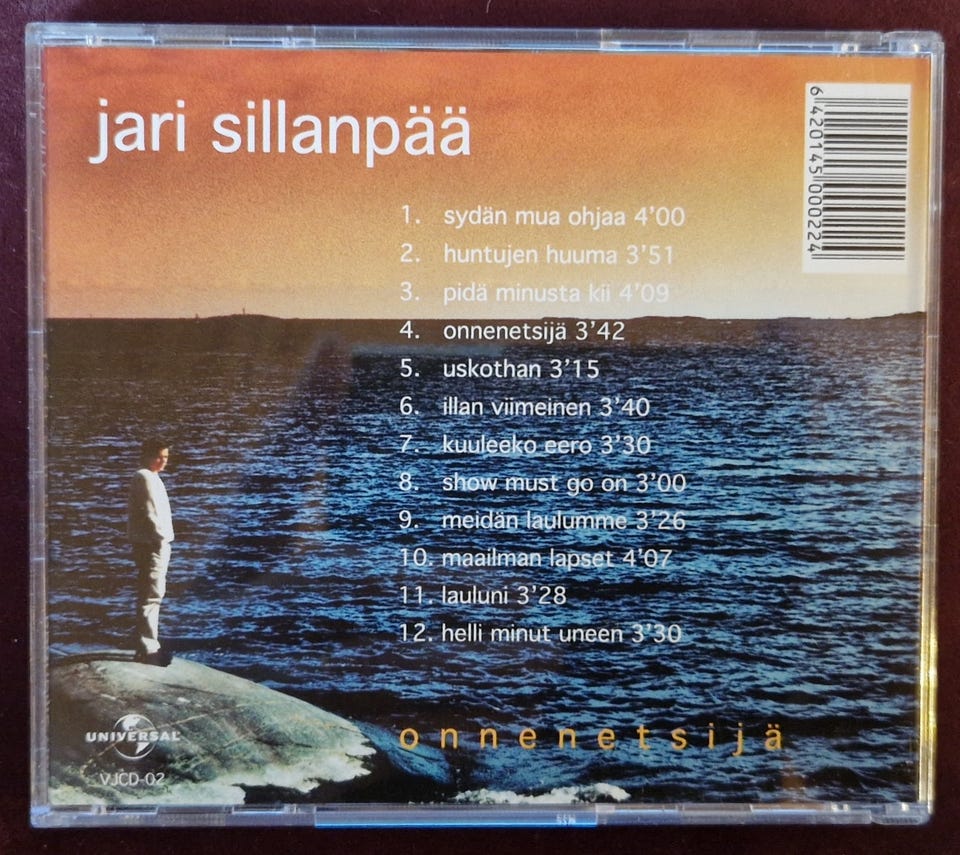 jari sillanpää
6 420145 000224
1. sydän mua ohjaa 4'00
2. huntujen huuma 3'51
3. pidä minusta kii 4'09
4. onnenetsijä 3'42
5. uskothan 3'15
6. illan viimeinen 3'40
7. kuuleeko eero 3'30
8. show must go on 3'00
9. meidän laulumme 3'26
10. maailman lapset 4'07
11. lauluni 3'28
12. helli minut uneen 3'30
onnenetsijä
UNIVERSAL
VJCD-02